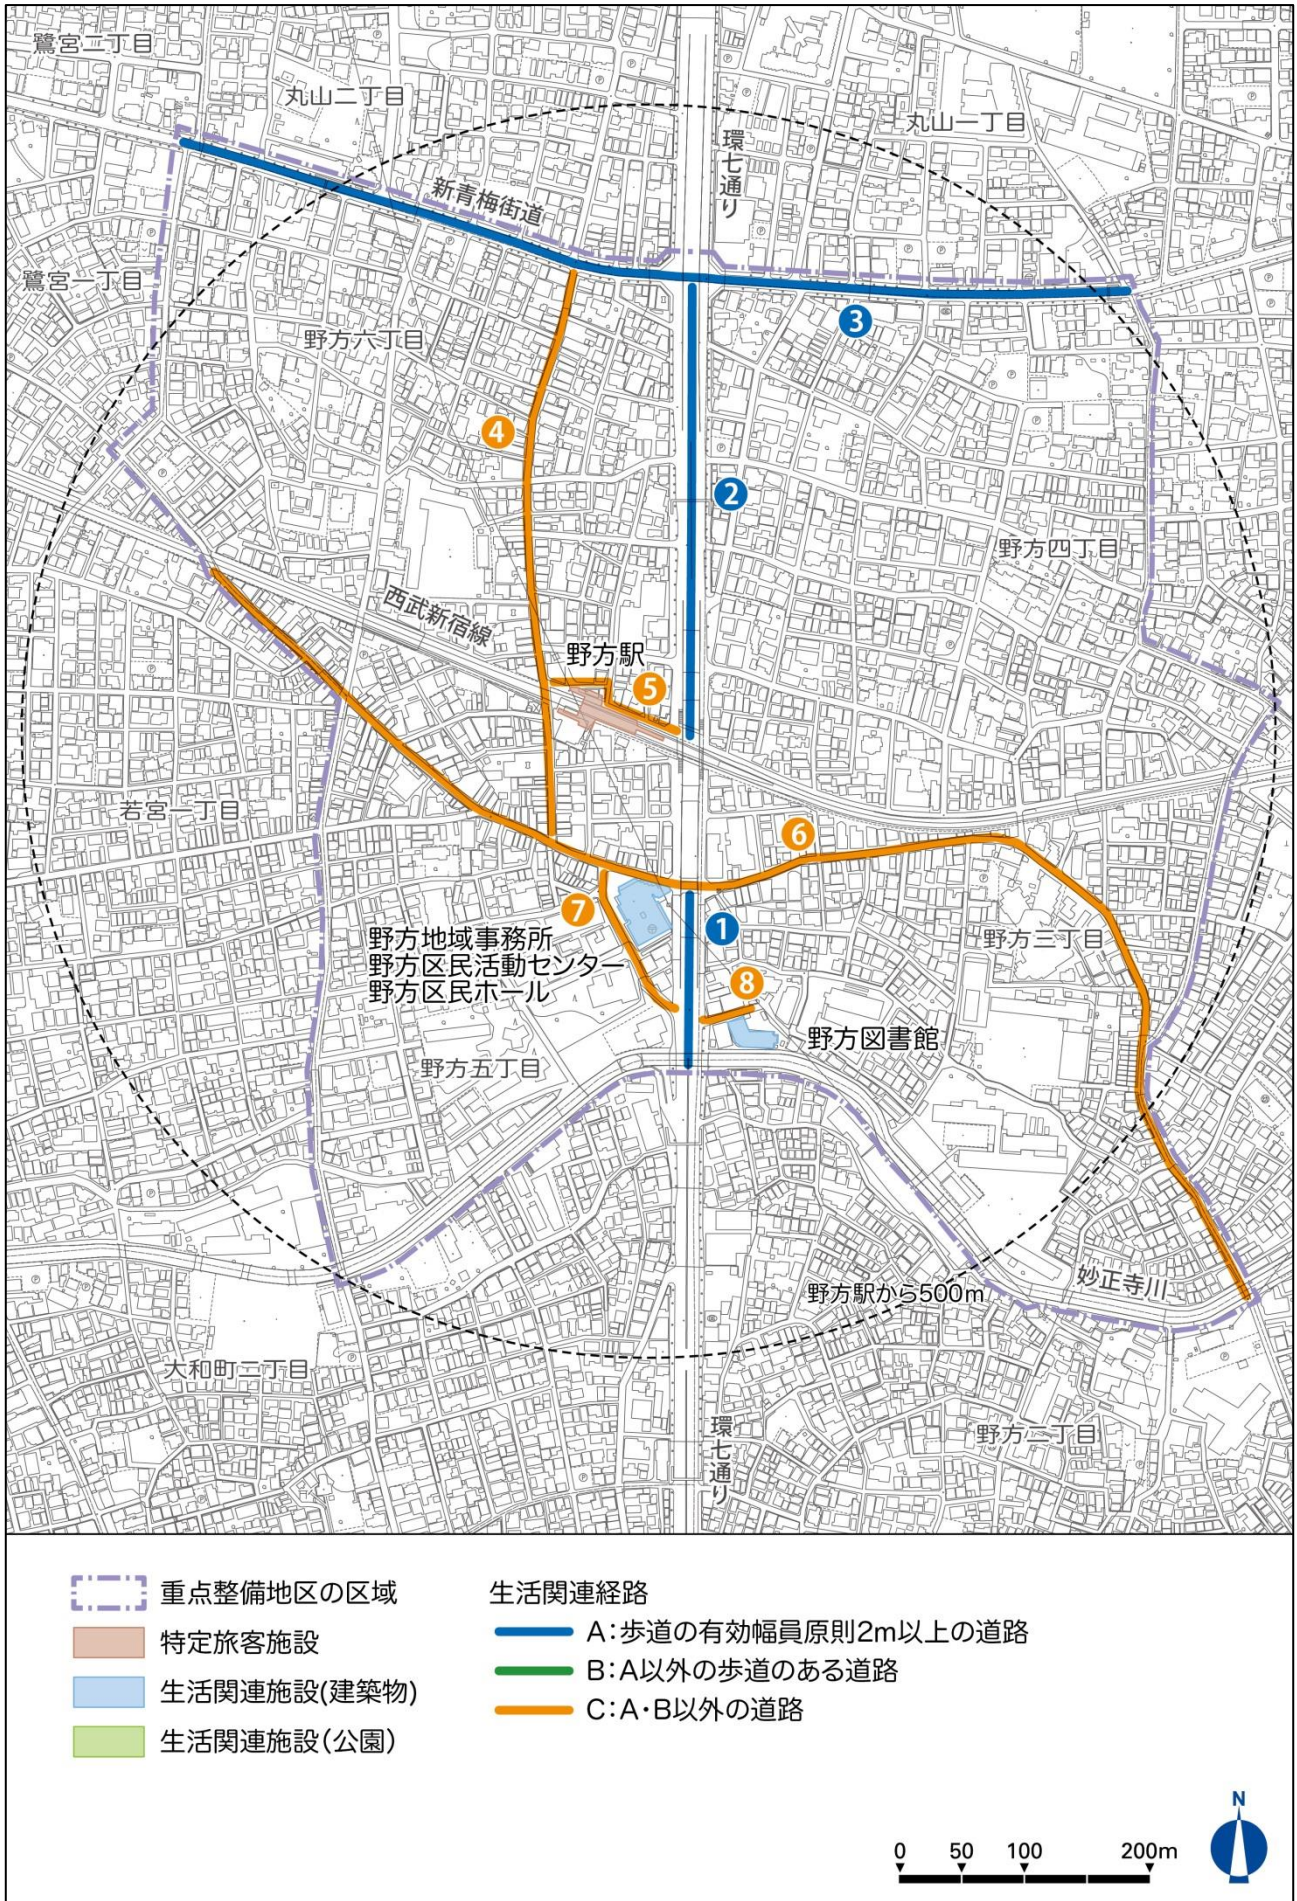 鷺宮二丁目
丸山二丁目
丸山一丁目
環七通り
新青梅街道
鷺宮一丁目
野方六丁目
3
4
2
野方四丁目
西武新宿線
野方駅
5
若宮一丁目
6
7
1
野方地域事務所
野方区民活動センター
野方区民ホール
野方三丁目
8
野方図書館
野方五丁目
妙正寺川
野方駅から500m
大和町二丁目
環七通り
野方二丁目
重点整備地区の区域
特定旅客施設
生活関連施設(建築物)
生活関連施設(公園)
生活関連経路
A:歩道の有効幅員原則2m以上の道路
B:A以外の歩道のある道路
C:A・B以外の道路
N
0 50 100 200m